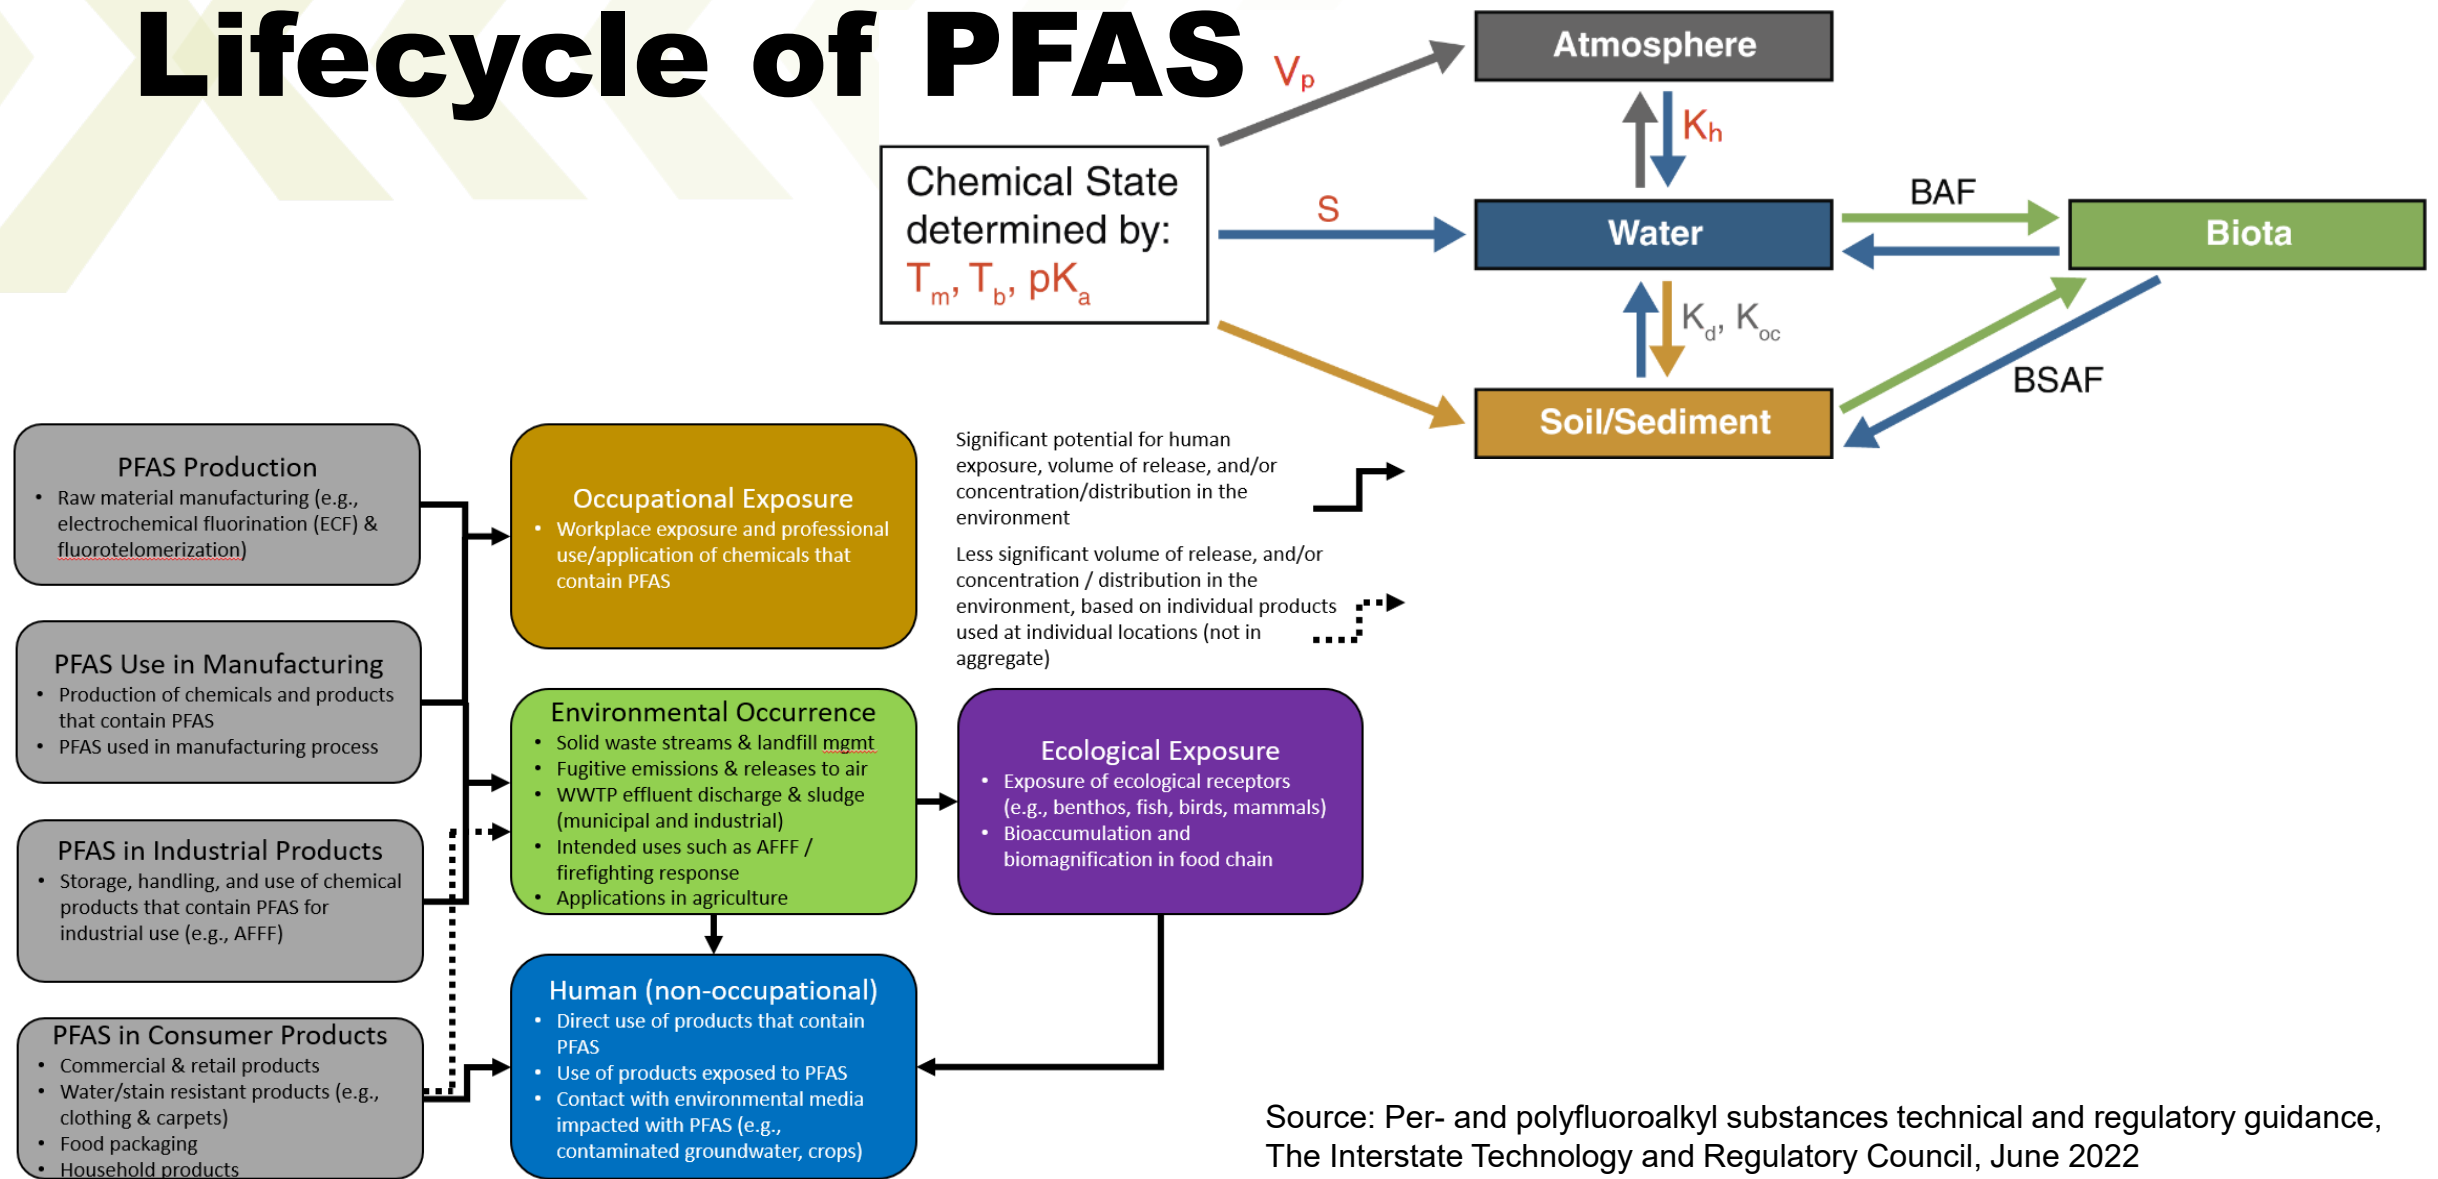 Lifecycle of PFAS
Vp
Atmosphere
Kh
Chemical State
determined by:
Tm, Tb, pKa
S
Water
BAF
Biota
Kd, Koc
BSAF
Soil/Sediment
PFAS Production
• Raw material manufacturing (e.g.,
electrochemical fluorination (ECF) &
fluorotelomerization)
PFAS Use in Manufacturing
• Production of chemicals and products
that contain PFAS
• PFAS used in manufacturing process
PFAS in Industrial Products
• Storage, handling, and use of chemical
products that contain PFAS for
industrial use (e.g., AFFF)
PFAS in Consumer Products
• Commercial & retail products
• Water/stain resistant products (e.g.,
clothing & carpets)
• Food packaging
• Household products
Occupational Exposure
• Workplace exposure and professional
use/application of chemicals that
contain PFAS
Environmental Occurrence
• Solid waste streams & landfill mgmt
• Fugitive emissions & releases to air
• WWTP effluent discharge & sludge
(municipal and industrial)
• Intended uses such as AFFF /
firefighting response
• Applications in agriculture
Human (non-occupational)
• Direct use of products that contain
PFAS
• Use of products exposed to PFAS
• Contact with environmental media
impacted with PFAS (e.g.,
contaminated groundwater, crops)
Significant potential for human
exposure, volume of release, and/or
concentration/distribution in the
environment
Less significant volume of release, and/or
concentration / distribution in the
environment, based on individual products
used at individual locations (not in
aggregate)
Ecological Exposure
• Exposure of ecological receptors
(e.g., benthos, fish, birds, mammals)
• Bioaccumulation and
biomagnification in food chain
Source: Per- and polyfluoroalkyl substances technical and regulatory guidance,
The Interstate Technology and Regulatory Council, June 2022